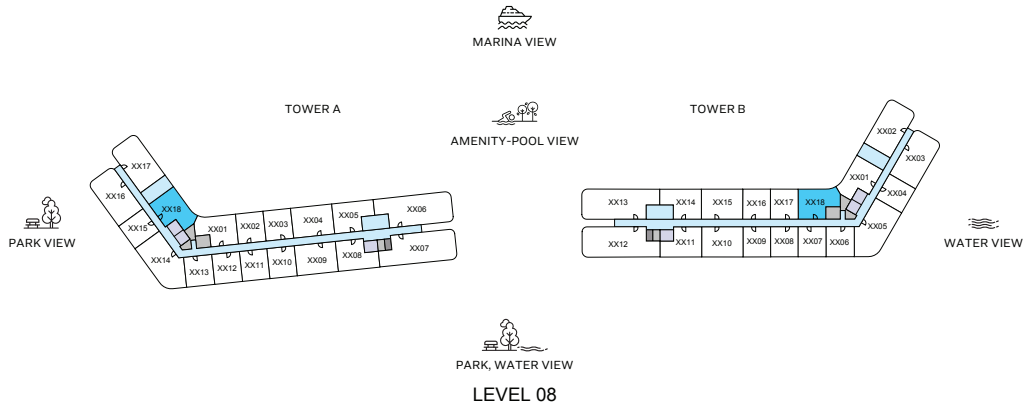 MARINA VIEW
TOWER A
TOWER B
AMENITY-POOL VIEW
XX17
XX16
XX18
XX15
XX14
XX01
XX02
XX03
XX04
XX05
XX06
XX13
XX12
XX11
XX10
XX09
XX08
XX07
XX02
XX03
XX01
XX04
XX05
XX13
XX14
XX15
XX16
XX17
XX18
XX12
XX11
XX10
XX09
XX08
XX07
XX06
PARK VIEW
WATER VIEW
PARK, WATER VIEW
LEVEL 08